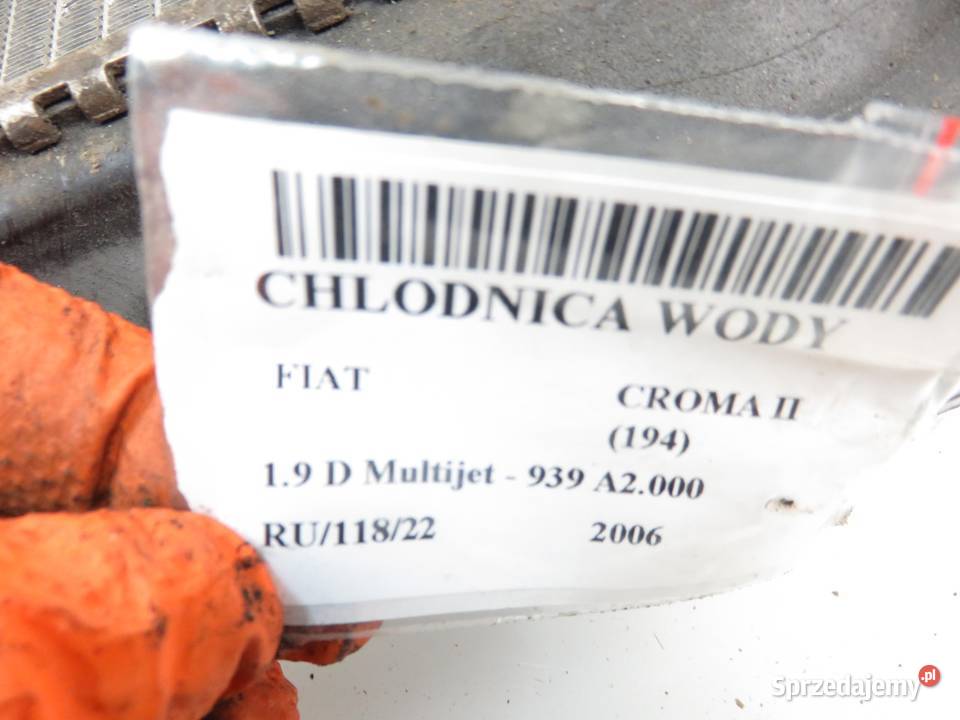 CHLODNICA WODY
FIAT
CROMA II
(194)
1.9 D Multijet - 939 A2.000
RU/118/22
2006
Sprzedajemy.pl